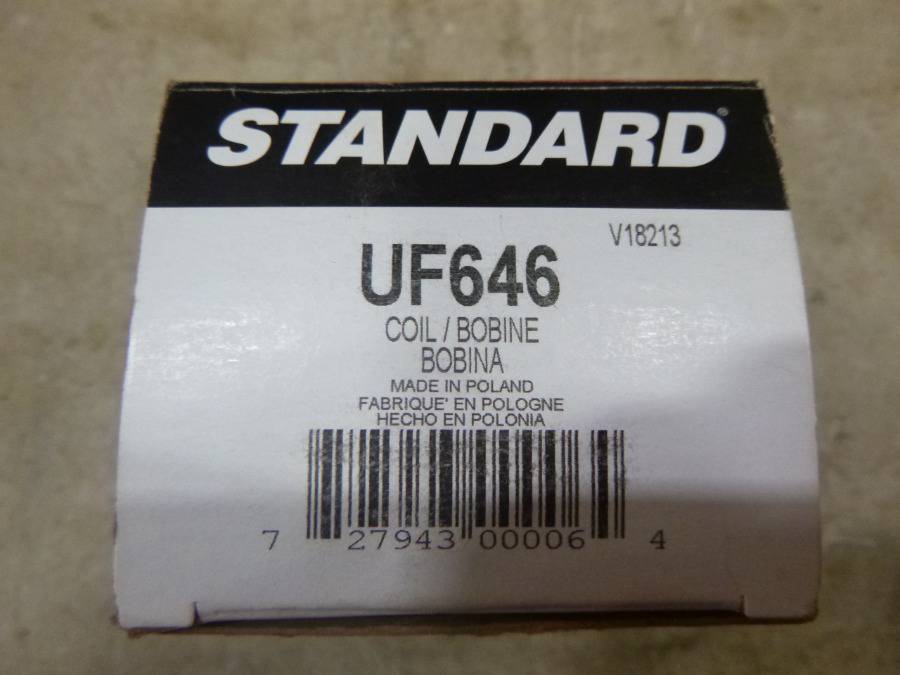 STANDARD®
V18213
UF646
COIL / BOBINE
BOBINA
MADE IN POLAND
FABRIQUE' EN POLOGNE
HECHO EN POLONIA
7 27943 00006 4